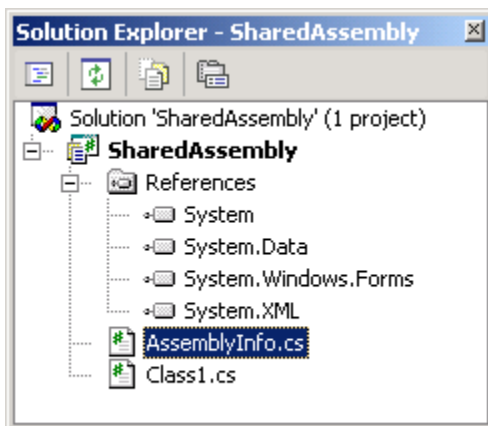 Solution Explorer - SharedAssembly
Solution 'SharedAssembly' (1 project)
SharedAssembly
References
System
System.Data
System.Windows.Forms
System.XML
AssemblyInfo.cs
Class1.cs